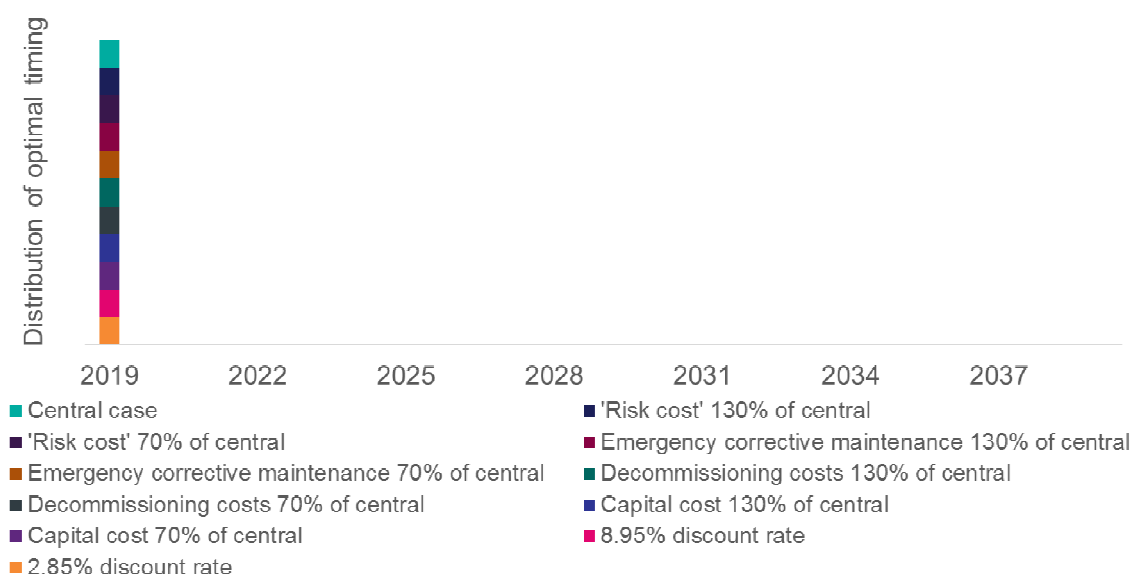 Distribution of optimal timing
2019 2022 2025 2028 2031 2034 2037
Central case
'Risk cost' 130% of central
'Risk cost' 70% of central
Emergency corrective maintenance 130% of central
Emergency corrective maintenance 70% of central
Decommissioning costs 130% of central
Decommissioning costs 70% of central
Capital cost 130% of central
Capital cost 70% of central
8.95% discount rate
2.85% discount rate